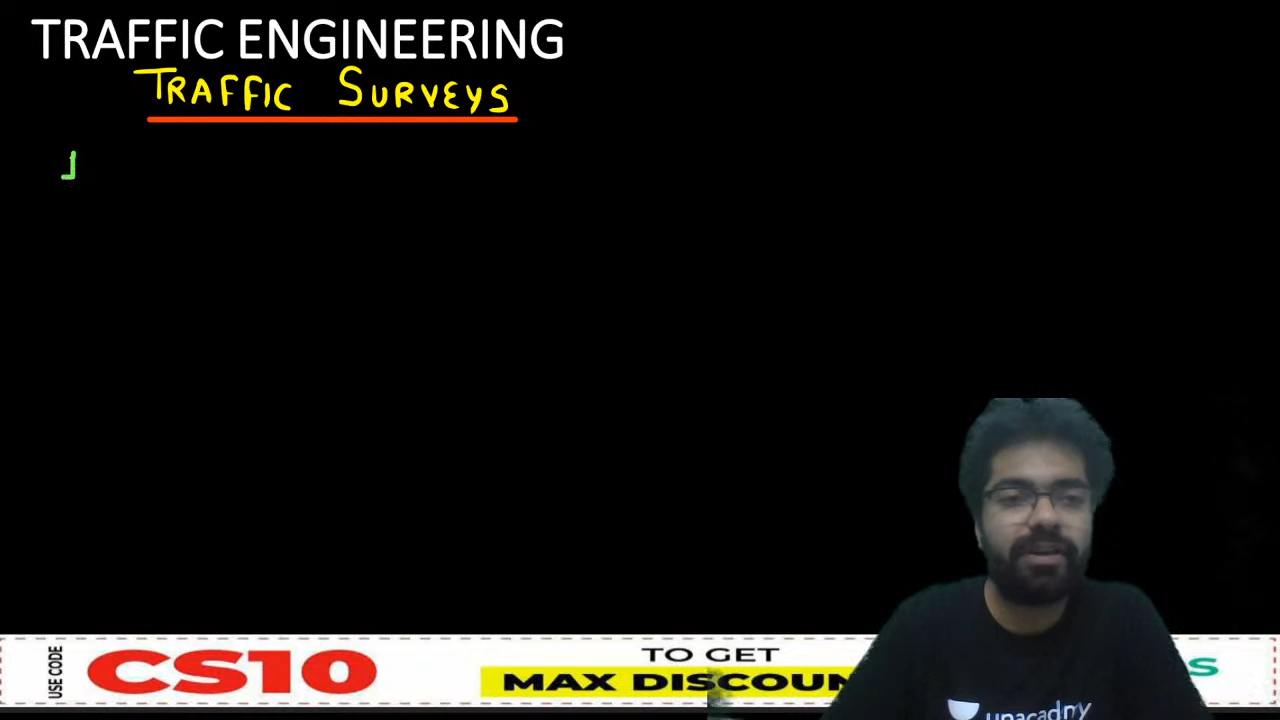 TRAFFIC ENGINEERING
TRAFFIC SURVEYS
USE CODE
CS10
TO GET
MAX DISCOUN
S
unacademy